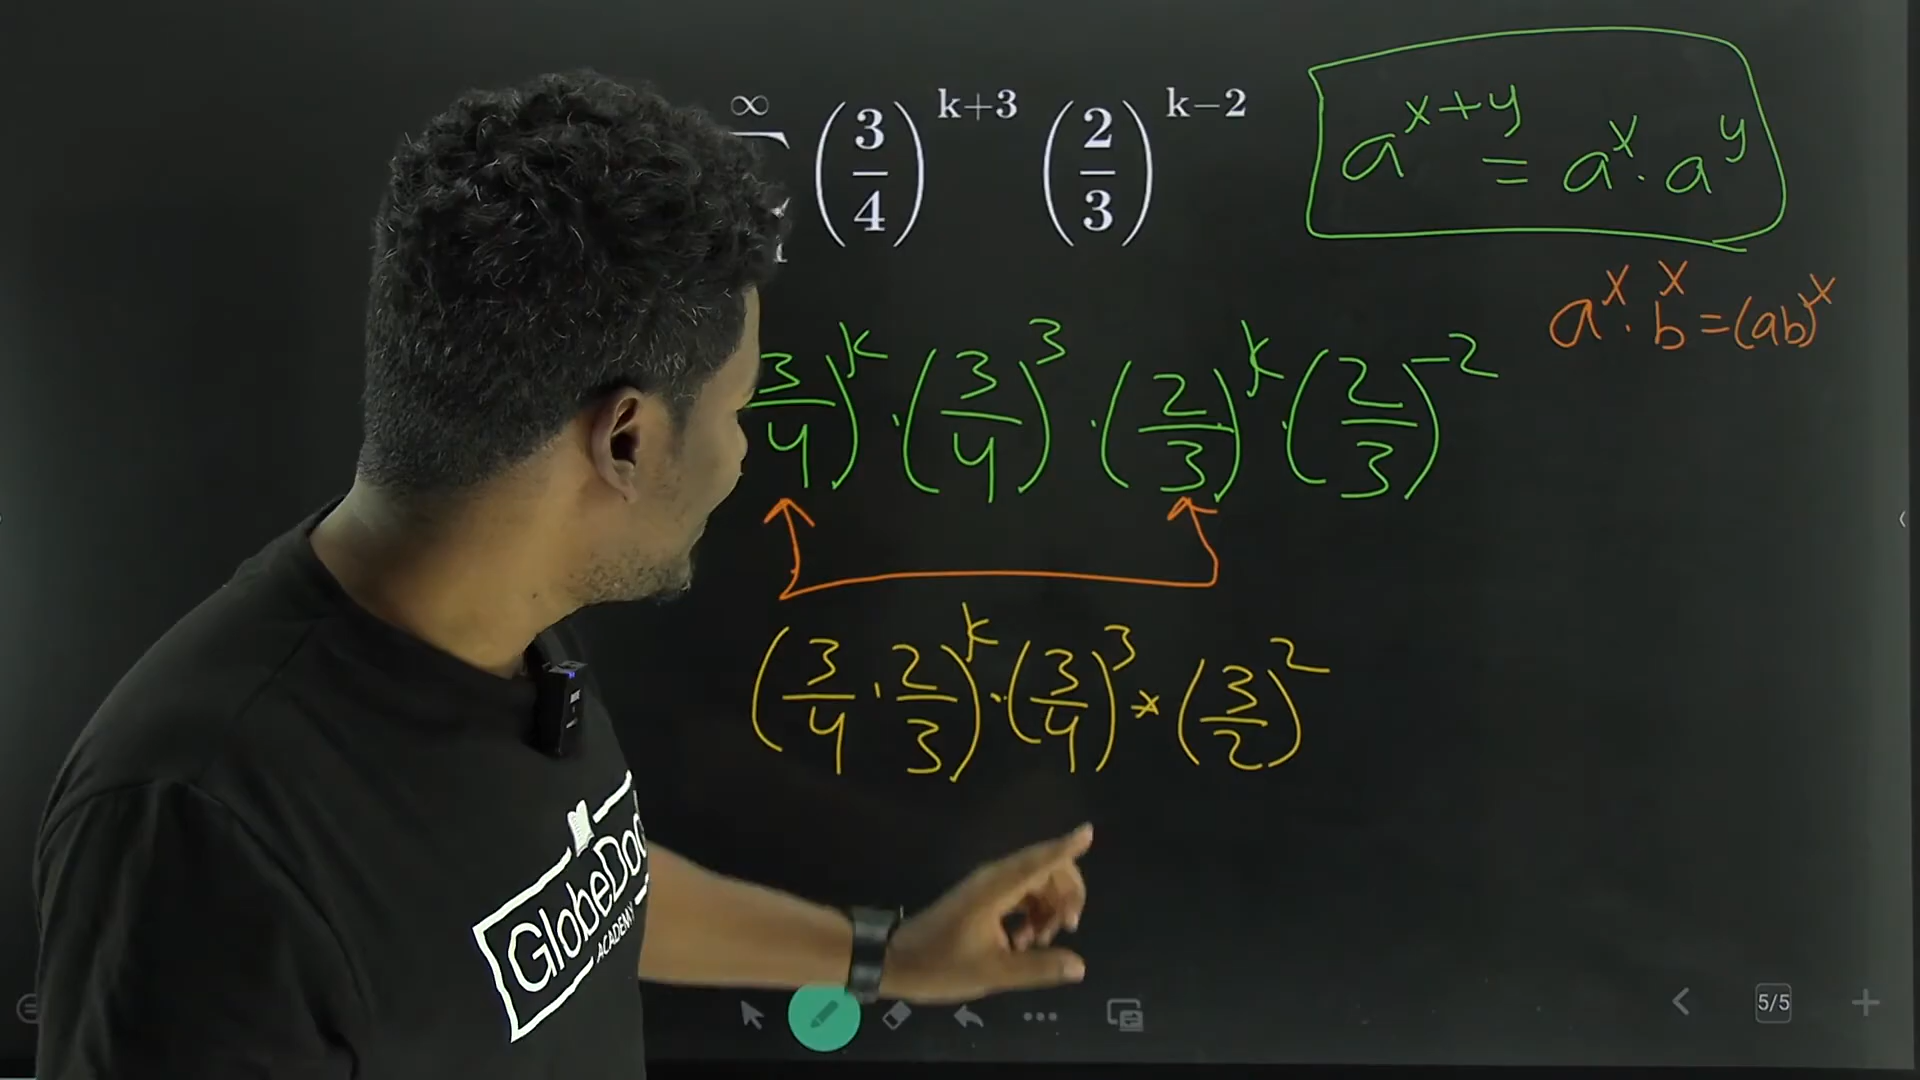 ∞ (3/4)^{k+3} (2/3)^{k−2}
a^{x+y} = a^x · a^y
a^x · b^x = (ab)^x
3/4)^k · (3/4)^3 · (2/3)^k · (2/3)^{−2}
(3/4 · 2/3)^k · (3/4)^3 × (3/2)^2
GlobeDoc
ACADEMY
5/5